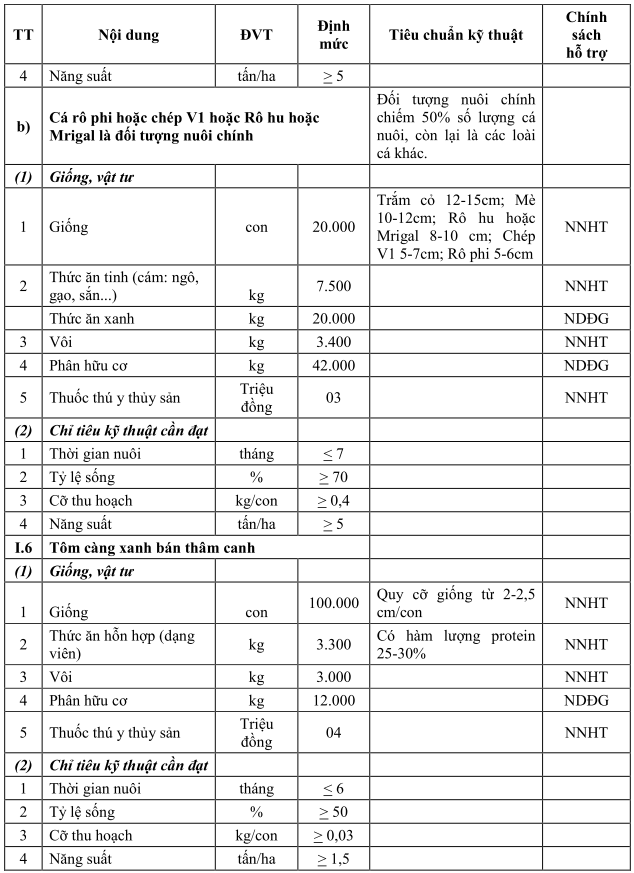 TT Nội dung ĐVT Định mức Tiêu chuẩn kỹ thuật Chính sách hỗ trợ
4 Năng suất tấn/ha ≥ 5
b) Cá rô phi hoặc chép V1 hoặc Rô hu hoặc Mrigal là đối tượng nuôi chính Đối tượng nuôi chính chiếm 50% số lượng cá nuôi, còn lại là các loài cá khác.
(1) Giống, vật tư
1 Giống con 20.000 Trắm cỏ 12-15cm; Mè 10-12cm; Rô hu hoặc Mrigal 8-10 cm; Chép V1 5-7cm; Rô phi 5-6cm NNHT
2 Thức ăn tinh (cám: ngô, gạo, sắn...) kg 7.500 NNHT
Thức ăn xanh kg 20.000 NDĐG
3 Vôi kg 3.400 NNHT
4 Phân hữu cơ kg 42.000 NDĐG
5 Thuốc thú y thủy sản Triệu đồng 03 NNHT
(2) Chỉ tiêu kỹ thuật cần đạt
1 Thời gian nuôi tháng ≤ 7
2 Tỷ lệ sống % ≥ 70
3 Cỡ thu hoạch kg/con ≥ 0,4
4 Năng suất tấn/ha ≥ 5
I.6 Tôm càng xanh bán thâm canh
(1) Giống, vật tư
1 Giống con 100.000 Quy cỡ giống từ 2-2,5 cm/con NNHT
2 Thức ăn hỗn hợp (dạng viên) kg 3.300 Có hàm lượng protein 25-30% NNHT
3 Vôi kg 3.000 NNHT
4 Phân hữu cơ kg 12.000 NDĐG
5 Thuốc thú y thủy sản Triệu đồng 04 NNHT
(2) Chỉ tiêu kỹ thuật cần đạt
1 Thời gian nuôi tháng ≤ 6
2 Tỷ lệ sống % ≥ 50
3 Cỡ thu hoạch kg/con ≥ 0,03
4 Năng suất tấn/ha ≥ 1,5